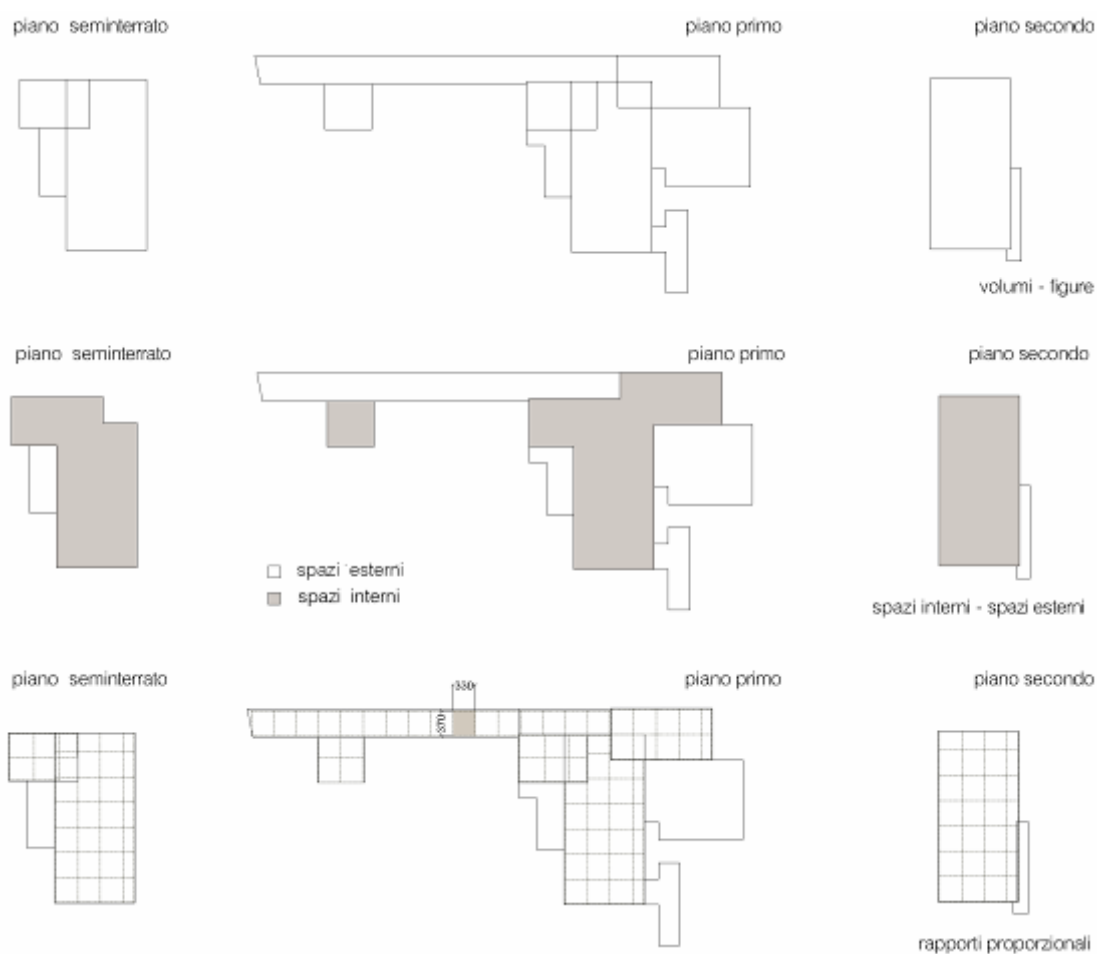 piano seminterrato
piano primo
piano secondo
volumi - figure
piano seminterrato
piano primo
piano secondo
spazi esterni
spazi interni
spazi interni - spazi esterni
piano seminterrato
piano primo
piano secondo
330
370
rapporti proporzionali